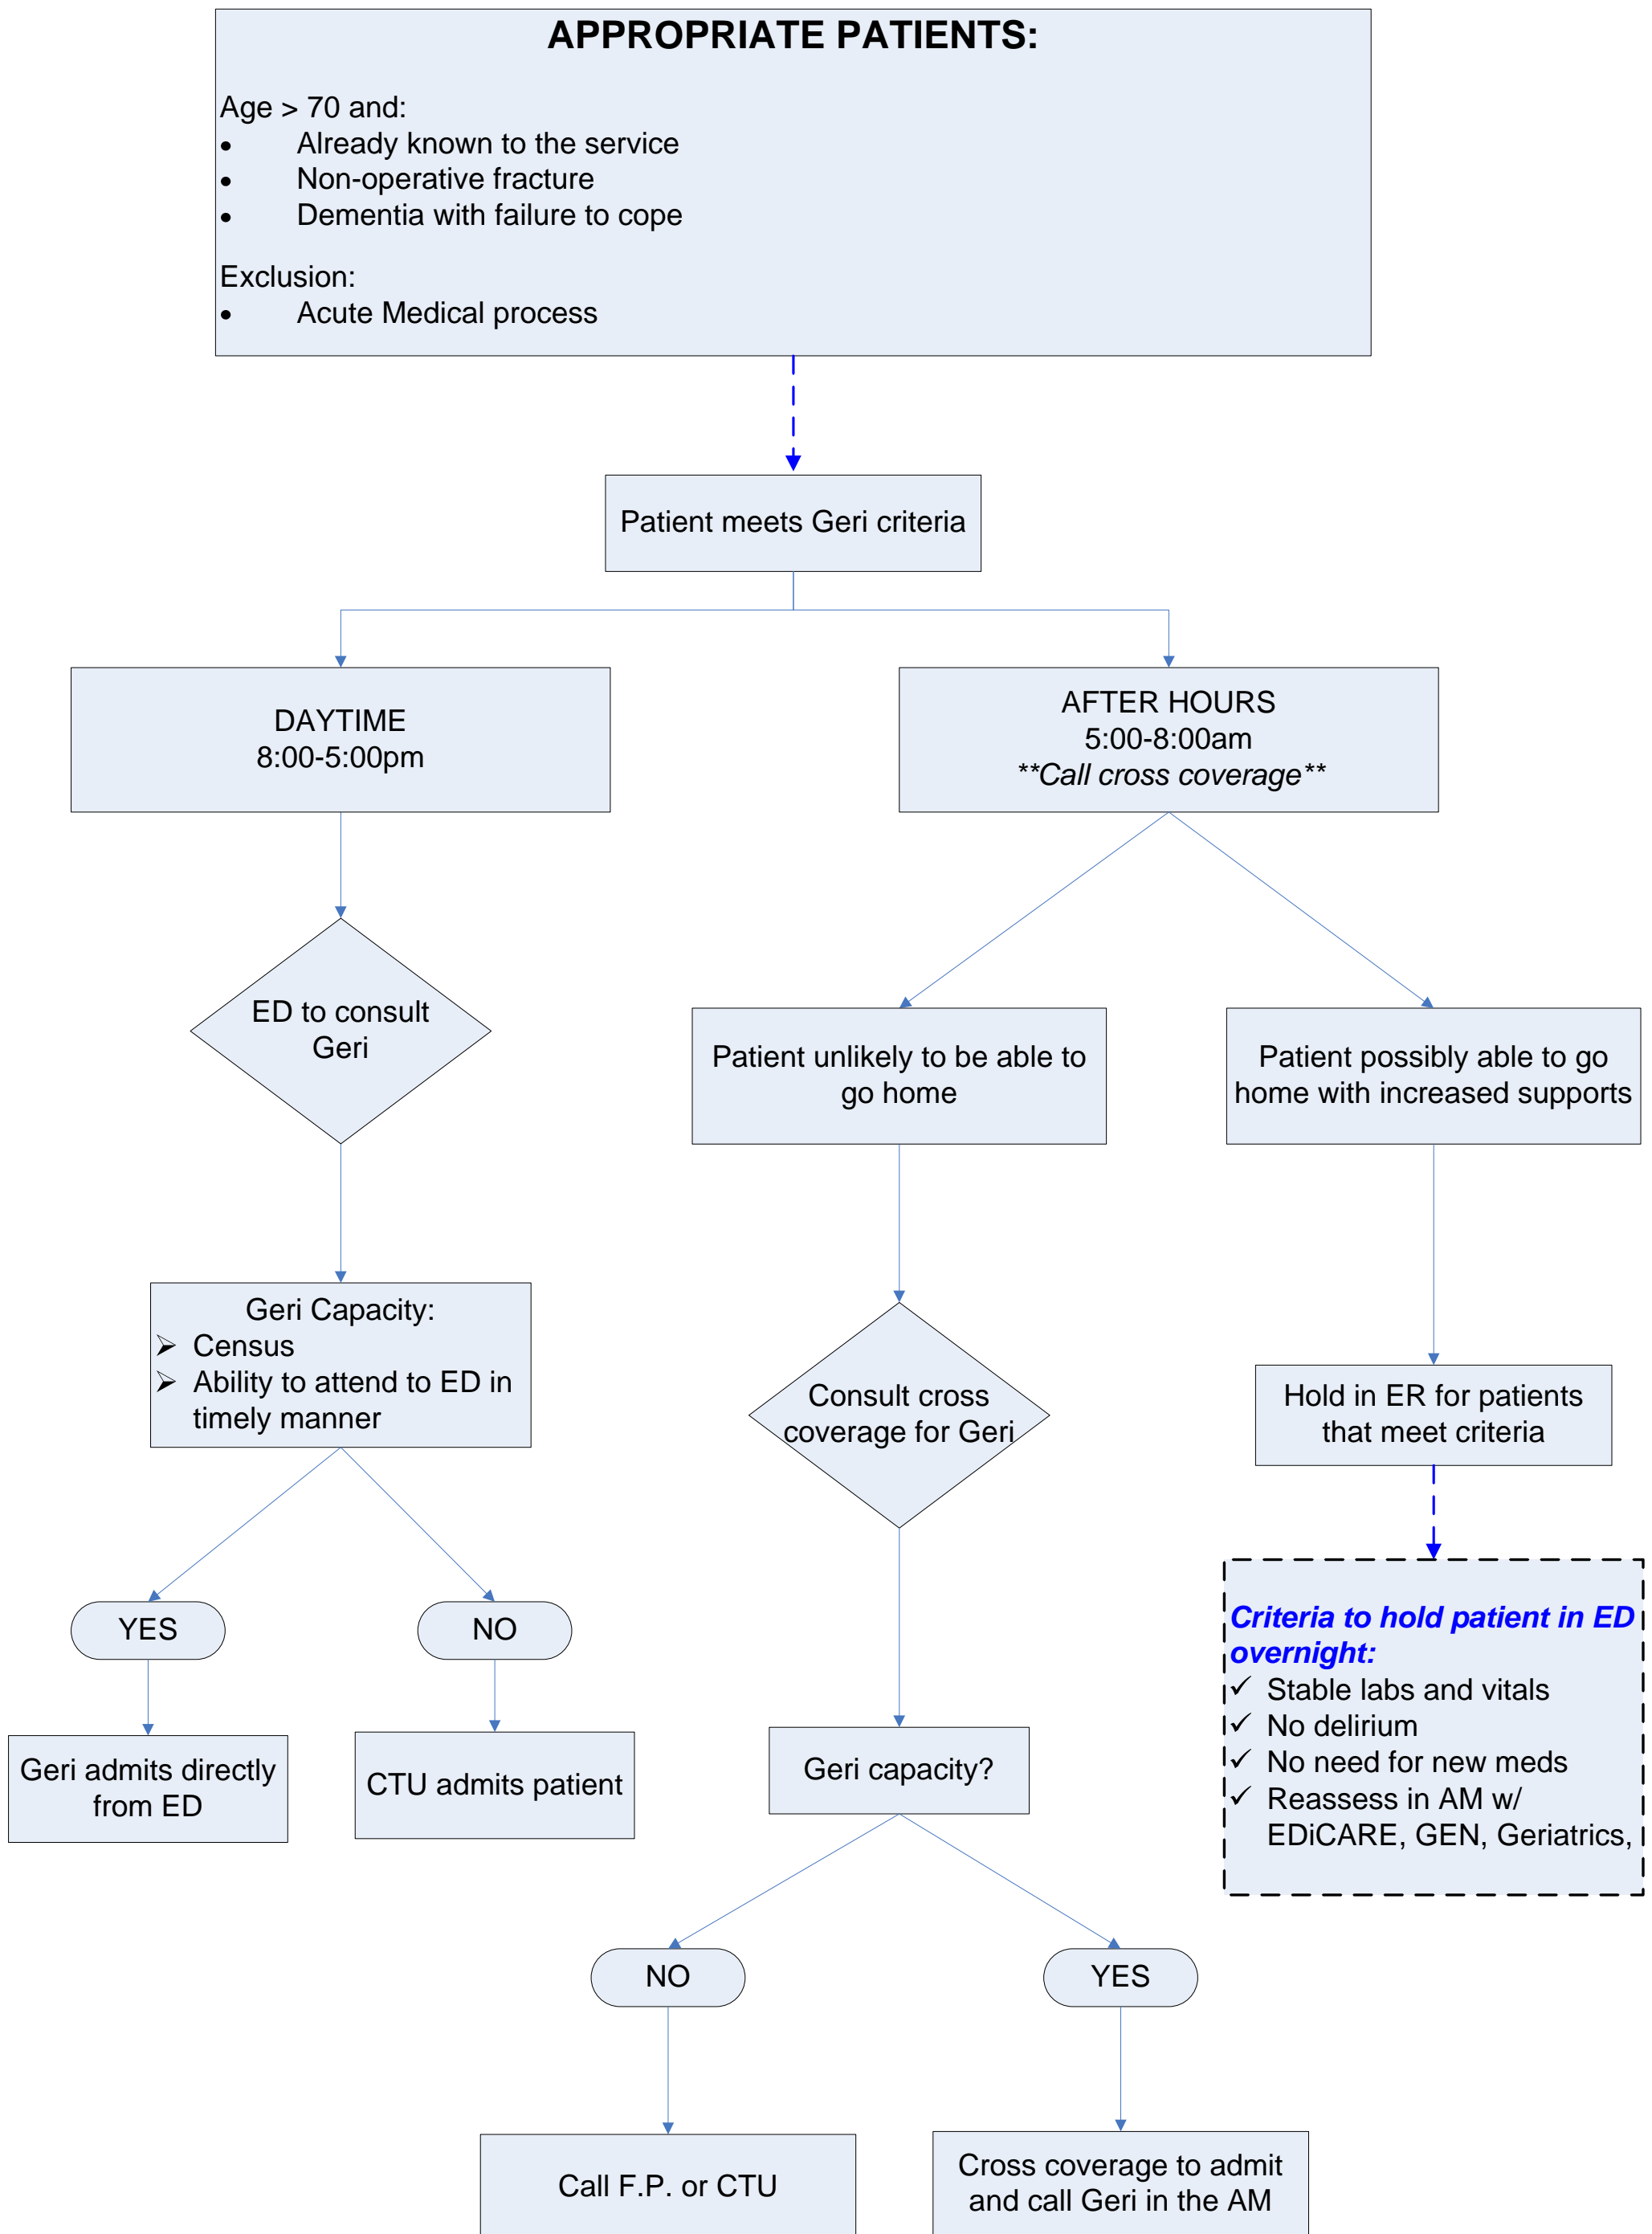 APPROPRIATE PATIENTS:
Age > 70 and:
• Already known to the service
• Non-operative fracture
• Dementia with failure to cope
Exclusion:
• Acute Medical process
Patient meets Geri criteria
DAYTIME
8:00-5:00pm
AFTER HOURS
5:00-8:00am
**Call cross coverage**
ED to consult
Geri
Patient unlikely to be able to
go home
Patient possibly able to go
home with increased supports
Geri Capacity:
➢ Census
➢ Ability to attend to ED in
timely manner
Consult cross
coverage for Geri
Hold in ER for patients
that meet criteria
YES
NO
Criteria to hold patient in ED
overnight:
✓ Stable labs and vitals
✓ No delirium
✓ No need for new meds
✓ Reassess in AM w/
EDiCARE, GEN, Geriatrics,
Geri admits directly
from ED
CTU admits patient
Geri capacity?
NO
YES
Call F.P. or CTU
Cross coverage to admit
and call Geri in the AM